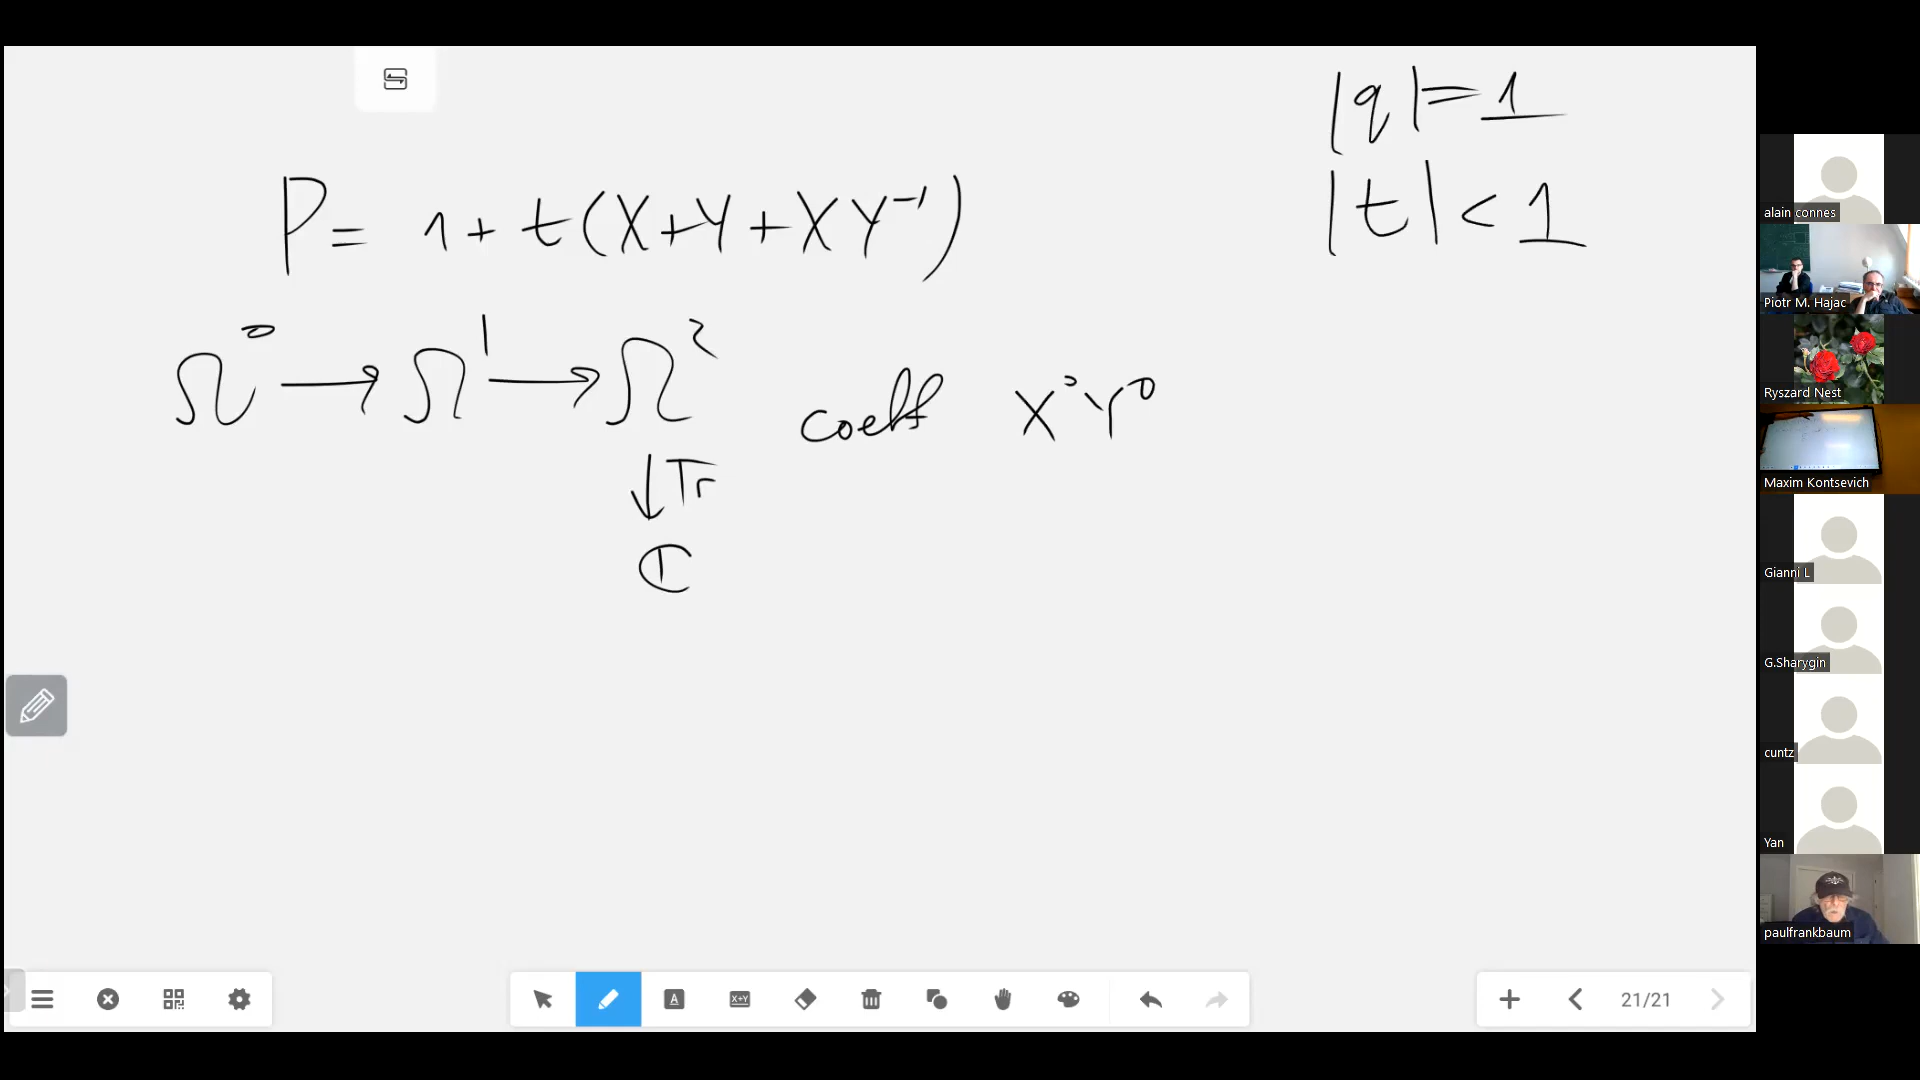 |q|=1
P= 1+t(X+Y+XY⁻¹)
|t|<1
Ω⁰ → Ω¹ → Ω²
coeff X⁰Y⁰
↓Tr
ℂ
alain connes
Piotr M. Hajac
Ryszard Nest
Maxim Kontsevich
Gianni L
G.Sharygin
cuntz
Yan
paulfrankbaum
A
X+Y
21/21